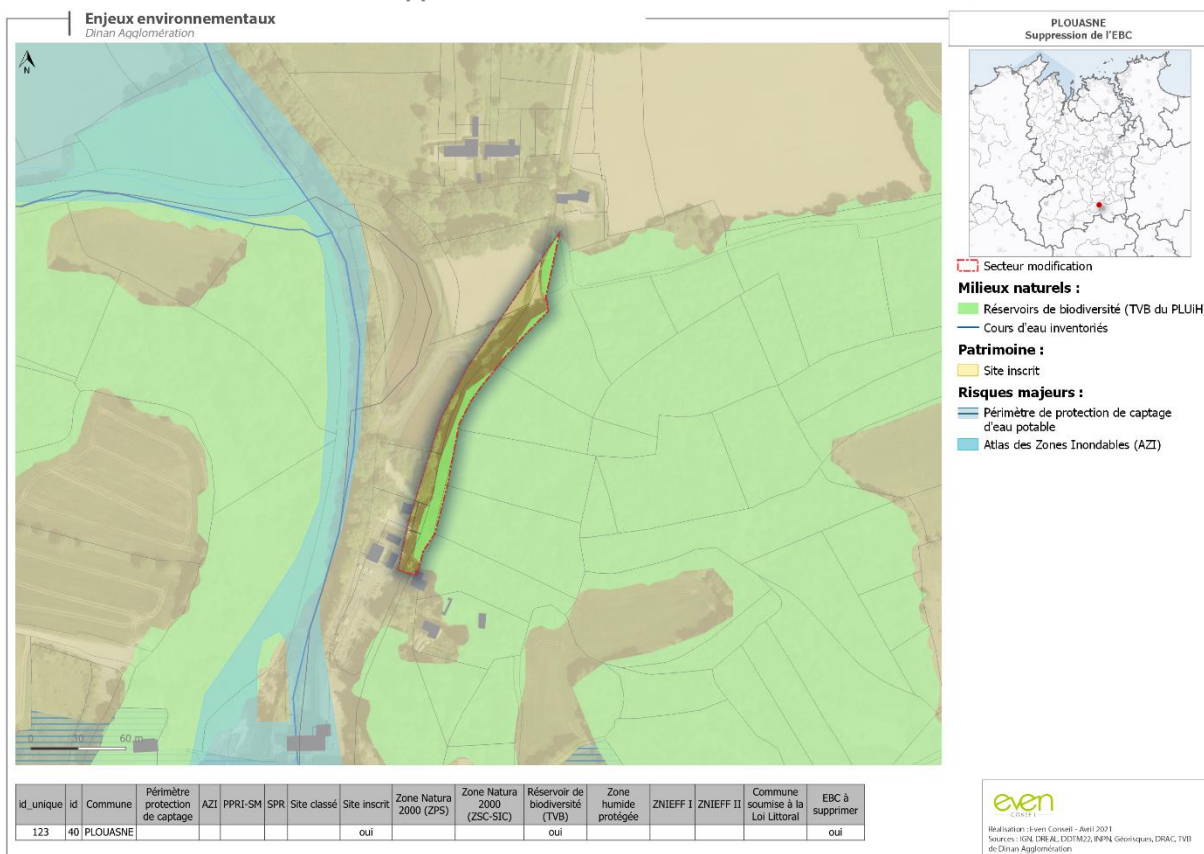 Enjeux environnementaux
Dinan Agglomération
PLOUASNE
Suppression de l'EBC
N
Secteur modification
Milieux naturels :
Réservoirs de biodiversité (TVB du PLUiH
Cours d'eau inventoriés
Patrimoine :
Site inscrit
Risques majeurs :
Périmètre de protection de captage
d'eau potable
Atlas des Zones Inondables (AZI)
0 30 60 m
id_unique id Commune Périmètre protection de captage AZI PPRI-SM SPR Site classé Site inscrit Zone Natura 2000 (ZPS) Zone Natura 2000 (ZSC-SIC) Réservoir de biodiversité (TVB) Zone humide protégée ZNIEFF I ZNIEFF II Commune soumise à la Loi Littoral EBC à supprimer
123 40 PLOUASNE oui oui oui
even
CONSEIL
Réalisation : Even Conseil - Avril 2021
Sources : IGN, DREAL, DDTM22, INPN, Géorisques, DRAC, TVB
de Dinan Agglomération